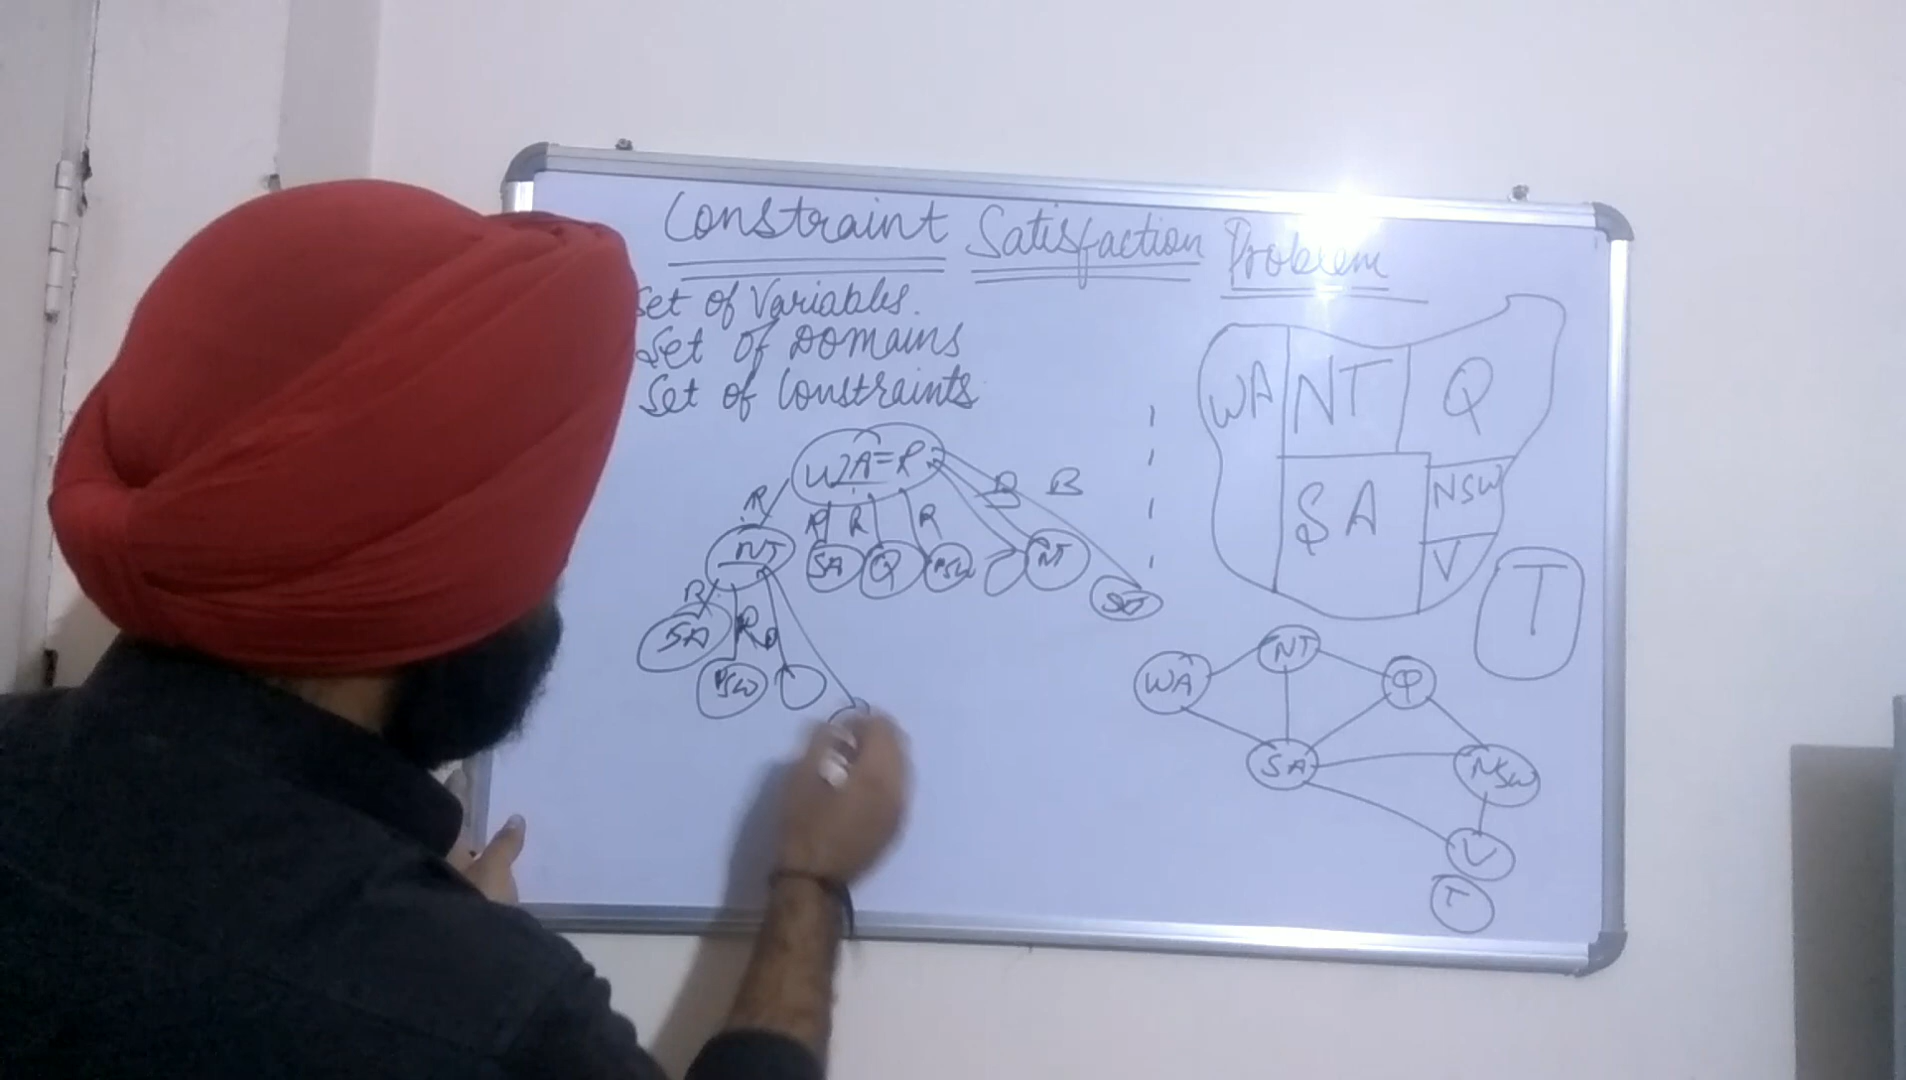 Constraint Satisfaction Problem
Set of Variables.
Set of Domains
Set of Constraints
WA NT Q
SA NSW
V
T
WA=R
R R R R B B
NT SA Q NSW NT
R R
SA NSW
NT
WA Q
SA NSW
V
T